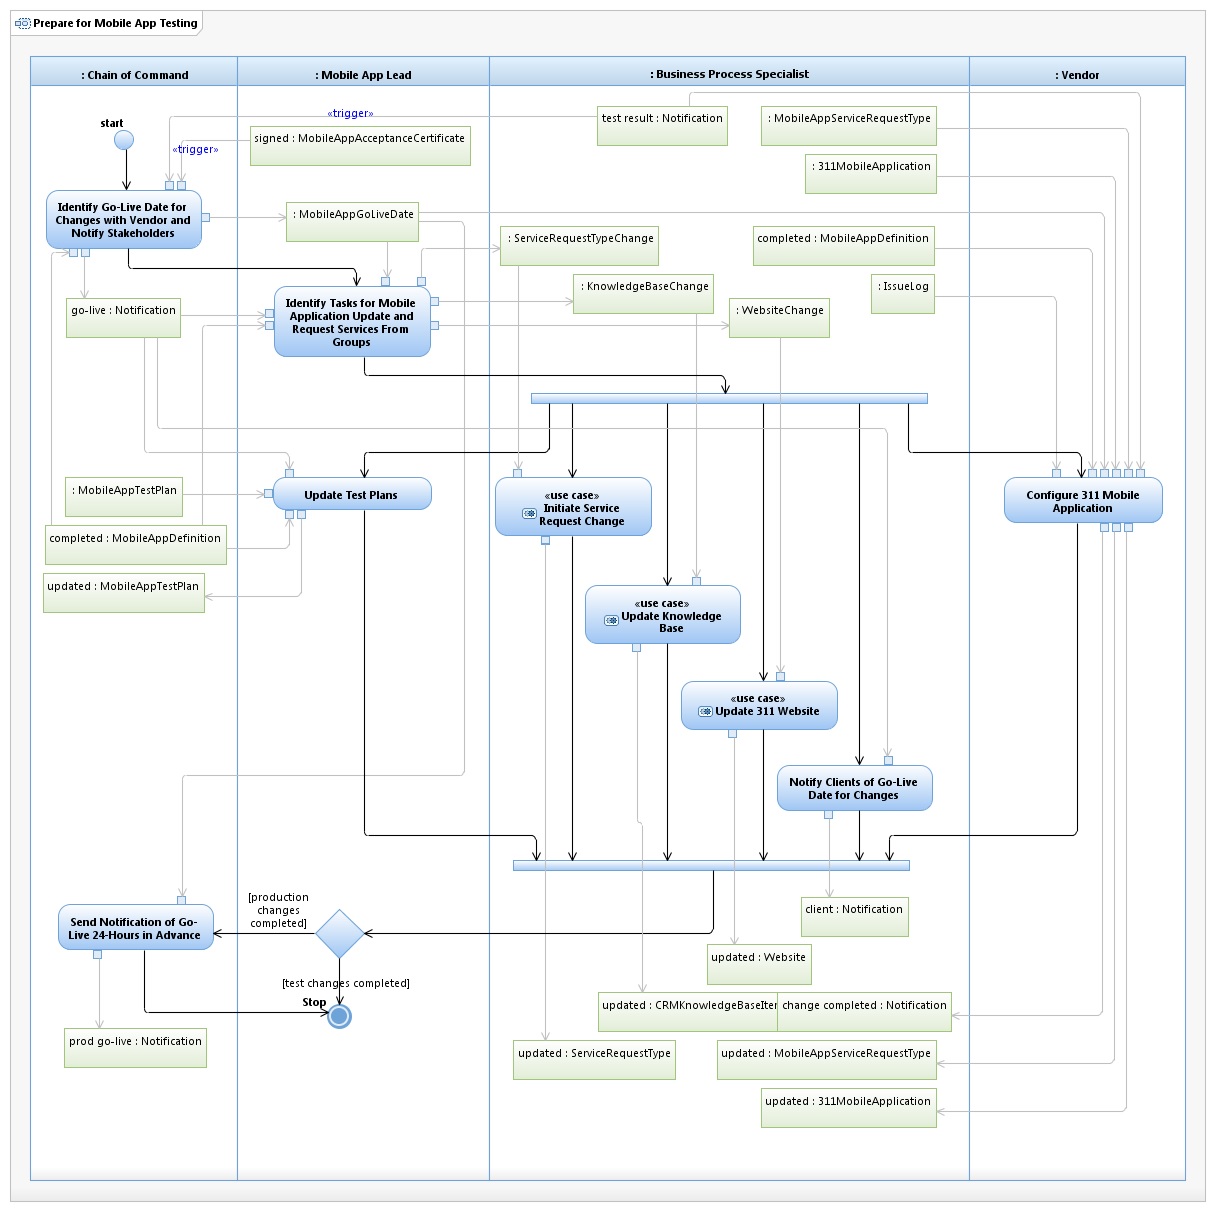 Prepare for Mobile App Testing
: Chain of Command
: Mobile App Lead
: Business Process Specialist
: Vendor
start
«trigger»
«trigger»
signed : MobileAppAcceptanceCertificate
test result : Notification
: MobileAppServiceRequestType
: 311MobileApplication
Identify Go-Live Date for
Changes with Vendor and
Notify Stakeholders
: MobileAppGoLiveDate
: ServiceRequestTypeChange
completed : MobileAppDefinition
: KnowledgeBaseChange
: IssueLog
: WebsiteChange
go-live : Notification
Identify Tasks for Mobile
Application Update and
Request Services From
Groups
: MobileAppTestPlan
completed : MobileAppDefinition
updated : MobileAppTestPlan
Update Test Plans
«use case»
Initiate Service
Request Change
Configure 311 Mobile
Application
«use case»
Update Knowledge
Base
«use case»
Update 311 Website
Notify Clients of Go-Live
Date for Changes
Send Notification of Go-
Live 24-Hours in Advance
[production
changes
completed]
[test changes completed]
Stop
prod go-live : Notification
client : Notification
updated : Website
updated : CRMKnowledgeBaseIter
change completed : Notification
updated : ServiceRequestType
updated : MobileAppServiceRequestType
updated : 311MobileApplication